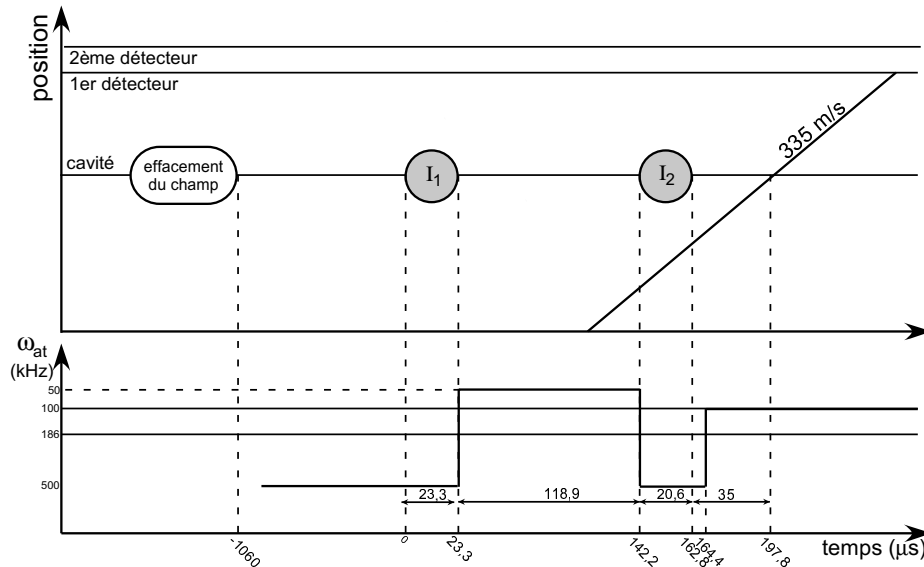 position
2ème détecteur
1er détecteur
cavité
effacement
du champ
I1
I2
335 m/s
ωat
(kHz)
50
100
186
500
23,3
118,9
20,6
35
-1060
0
23,3
142,2
162,8
164,4
197,8
temps (μs)